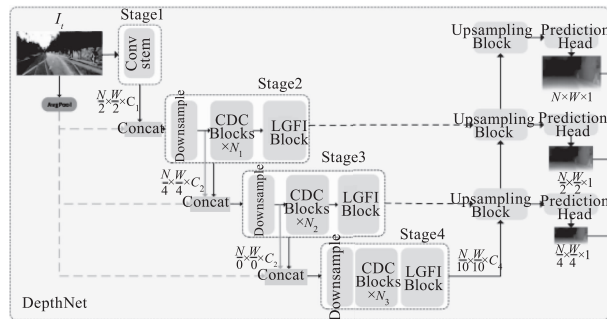 I_t
Stage1
Conv
stem
AvgPool
N/2 × W/2 × C_1
Concat
Stage2
Downsample
CDC
Blocks
×N_1
LGFI
Block
N/4 × W/4 × C_2
Concat
Stage3
Downsample
CDC
Blocks
×N_2
LGFI
Block
N/0 × W/0 × C_2
Concat
Stage4
Downsample
CDC
Blocks
×N_3
LGFI
Block
N/10 × W/10 × C_4
Upsampling
Block
Prediction
Head
N×W×1
Upsampling
Block
Prediction
Head
N/2 × W/2 × 1
Upsampling
Block
Prediction
Head
N/4 × W/4 × 1
DepthNet